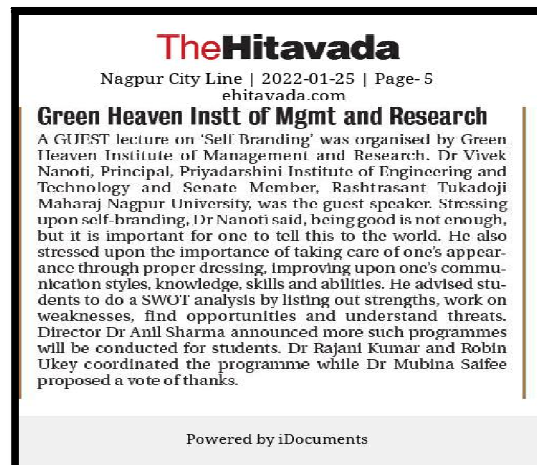 TheHitavada
Nagpur City Line | 2022-01-25 | Page- 5
ehitavada.com
Green Heaven Instt of Mgmt and Research
A GUEST lecture on ‘Self Branding’ was organised by Green
Heaven Institute of Management and Research. Dr Vivek
Nanoti, Principal, Priyadarshini Institute of Engineering and
Technology and Senate Member, Rashtrasant Tukadoji
Maharaj Nagpur University, was the guest speaker. Stressing
upon self-branding, Dr Nanoti said, being good is not enough,
but it is important for one to tell this to the world. He also
stressed upon the importance of taking care of one’s appear-
ance through proper dressing, improving upon one’s commu-
nication styles, knowledge, skills and abilities. He advised stu-
dents to do a SWOT analysis by listing out strengths, work on
weaknesses, find opportunities and understand threats.
Director Dr Anil Sharma announced more such programmes
will be conducted for students. Dr Rajani Kumar and Robin
Ukey coordinated the programme while Dr Mubina Saifee
proposed a vote of thanks.
Powered by iDocuments